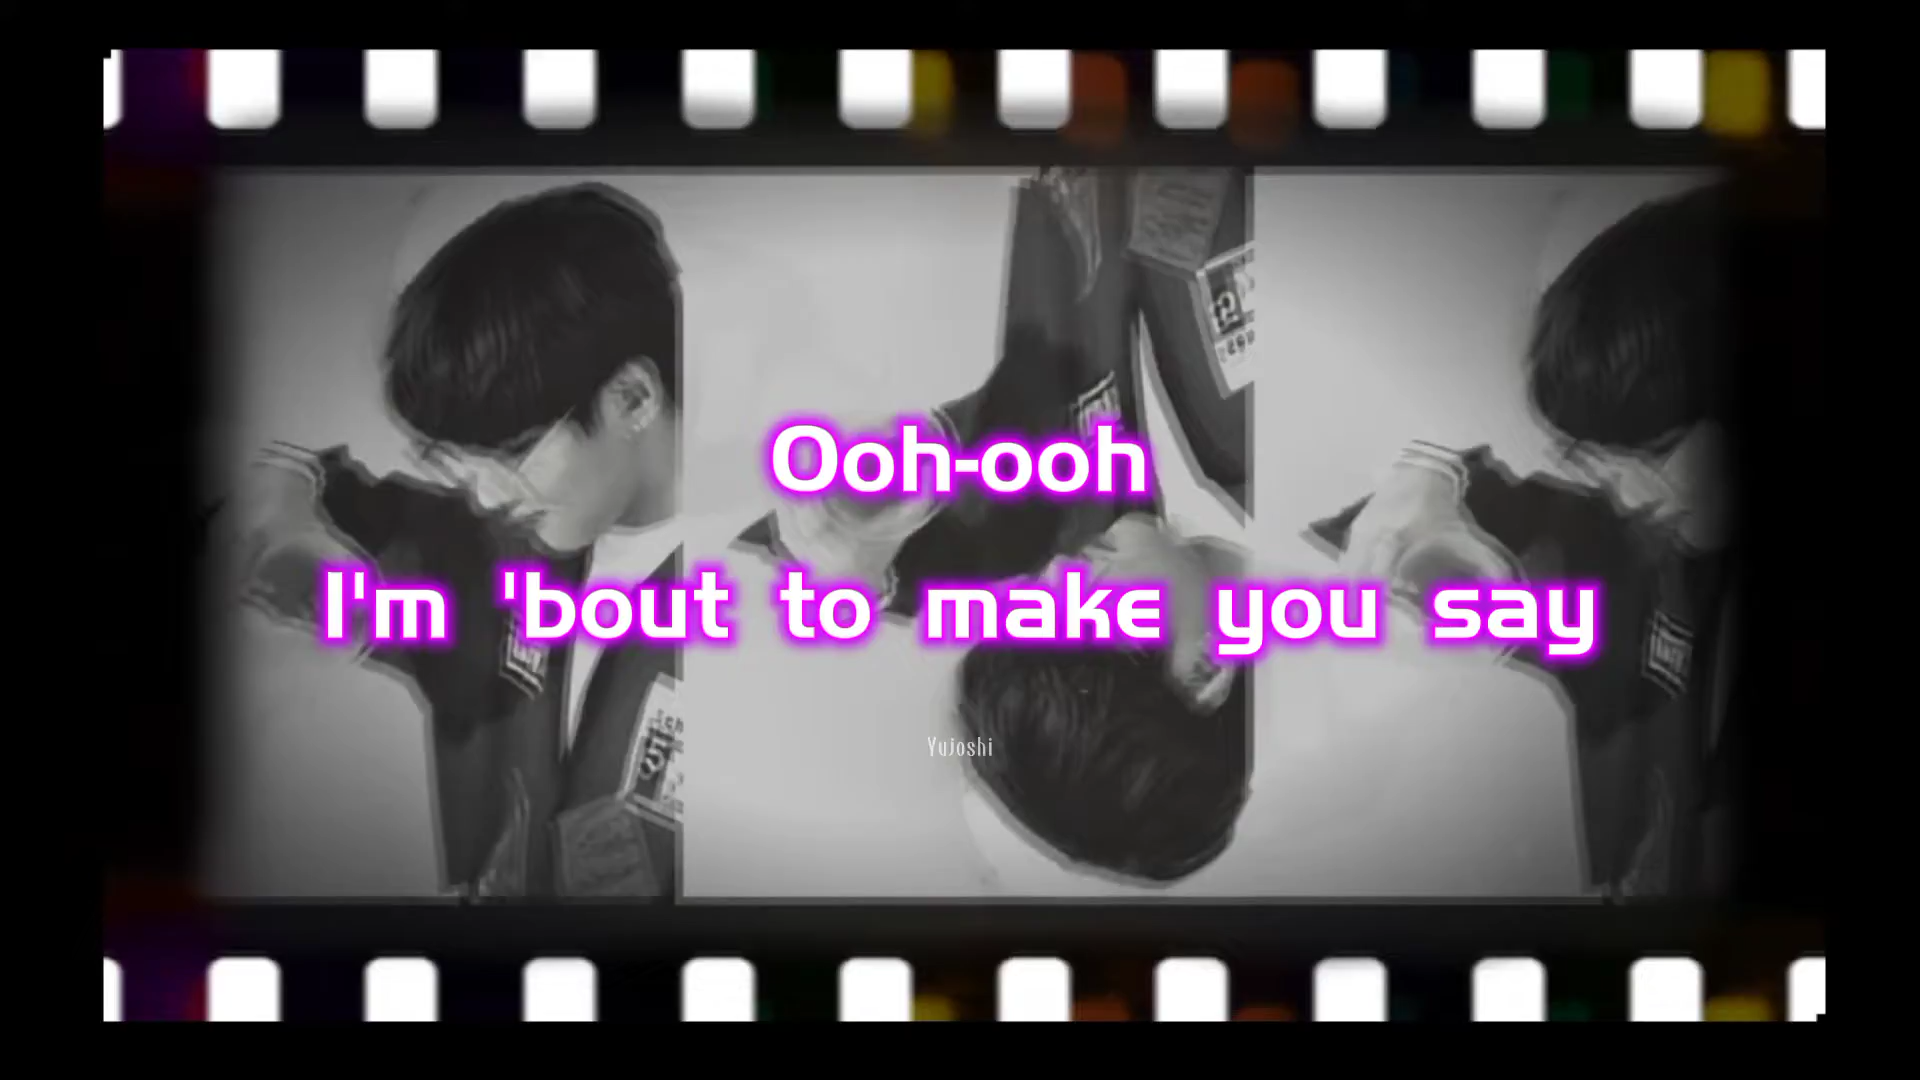 Ooh-ooh
I'm 'bout to make you say
Yujoshi